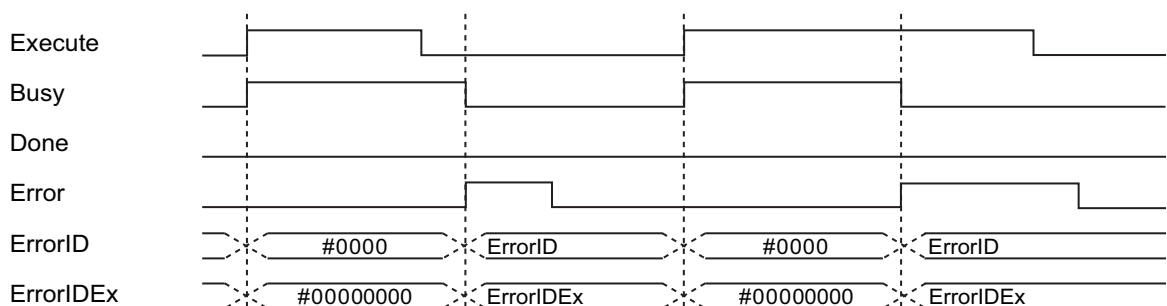 Execute
Busy
Done
Error
ErrorID #0000 ErrorID #0000 ErrorID
ErrorIDEx #00000000 ErrorIDEx #00000000 ErrorIDEx